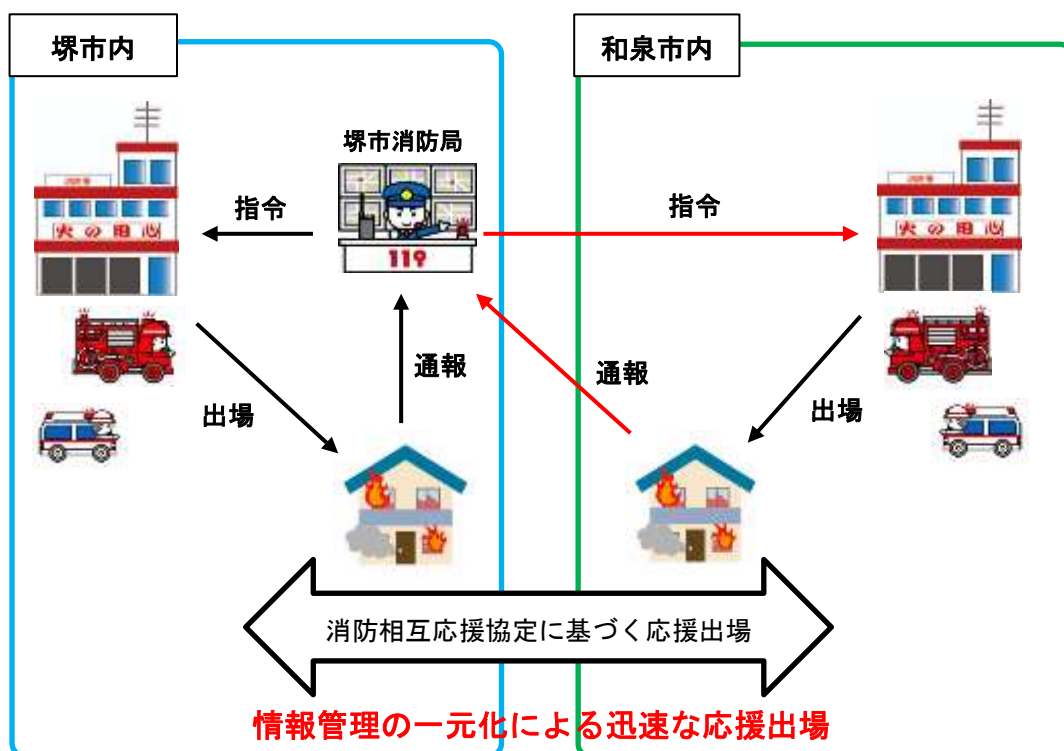 堺市内
和泉市内
堺市消防局
指令
指令
火の用心
119
火の用心
通報
通報
出場
出場
消防相互応援協定に基づく応援出場
情報管理の一元化による迅速な応援出場